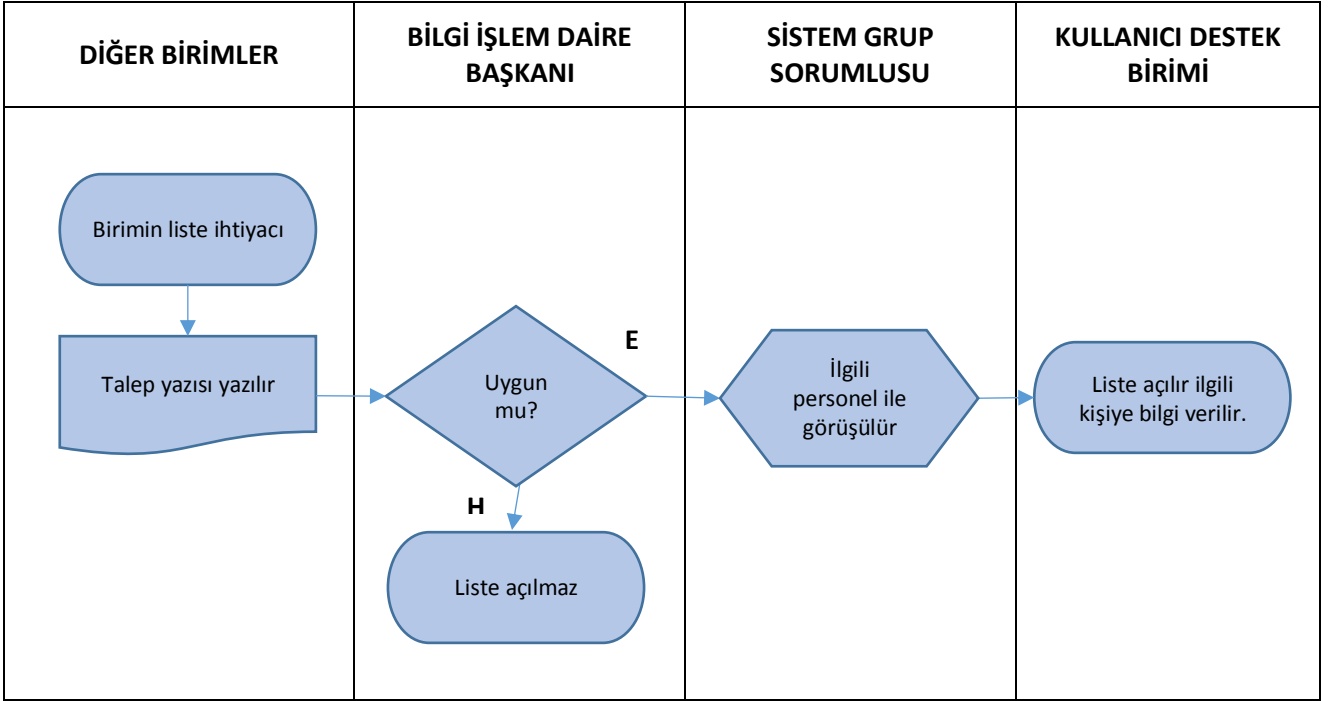 DİĞER BİRİMLER
BİLGİ İŞLEM DAİRE
BAŞKANI
SİSTEM GRUP
SORUMLUSU
KULLANICI DESTEK
BİRİMİ
Birimin liste ihtiyacı
Talep yazısı yazılır
Uygun
mu?
E
H
Liste açılmaz
İlgili
personel ile
görüşülür
Liste açılır ilgili
kişiye bilgi verilir.